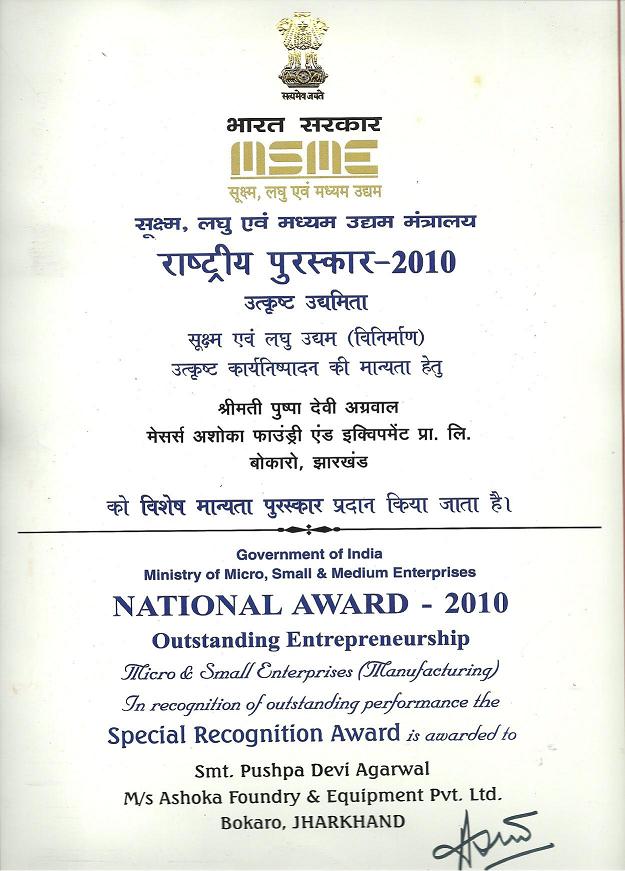 सत्यमेव जयते
भारत सरकार
MSME
सूक्ष्म, लघु एवं मध्यम उद्यम
सूक्ष्म, लघु एवं मध्यम उद्यम मंत्रालय
राष्ट्रीय पुरस्कार-2010
उत्कृष्ट उद्यमिता
सूक्ष्म एवं लघु उद्यम (विनिर्माण)
उत्कृष्ट कार्यनिष्पादन की मान्यता हेतु
श्रीमती पुष्पा देवी अग्रवाल
मेसर्स अशोका फाउंड्री एंड इक्विपमेंट प्रा. लि.
बोकारो, झारखंड
को विशेष मान्यता पुरस्कार प्रदान किया जाता है।
Government of India
Ministry of Micro, Small & Medium Enterprises
NATIONAL AWARD - 2010
Outstanding Entrepreneurship
Micro & Small Enterprises (Manufacturing)
In recognition of outstanding performance the
Special Recognition Award is awarded to
Smt. Pushpa Devi Agarwal
M/s Ashoka Foundry & Equipment Pvt. Ltd.
Bokaro, JHARKHAND